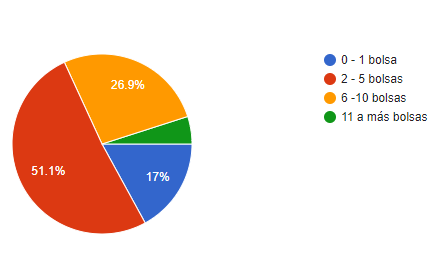 0 - 1 bolsa
2 - 5 bolsas
6 -10 bolsas
11 a más bolsas
26.9%
51.1%
17%